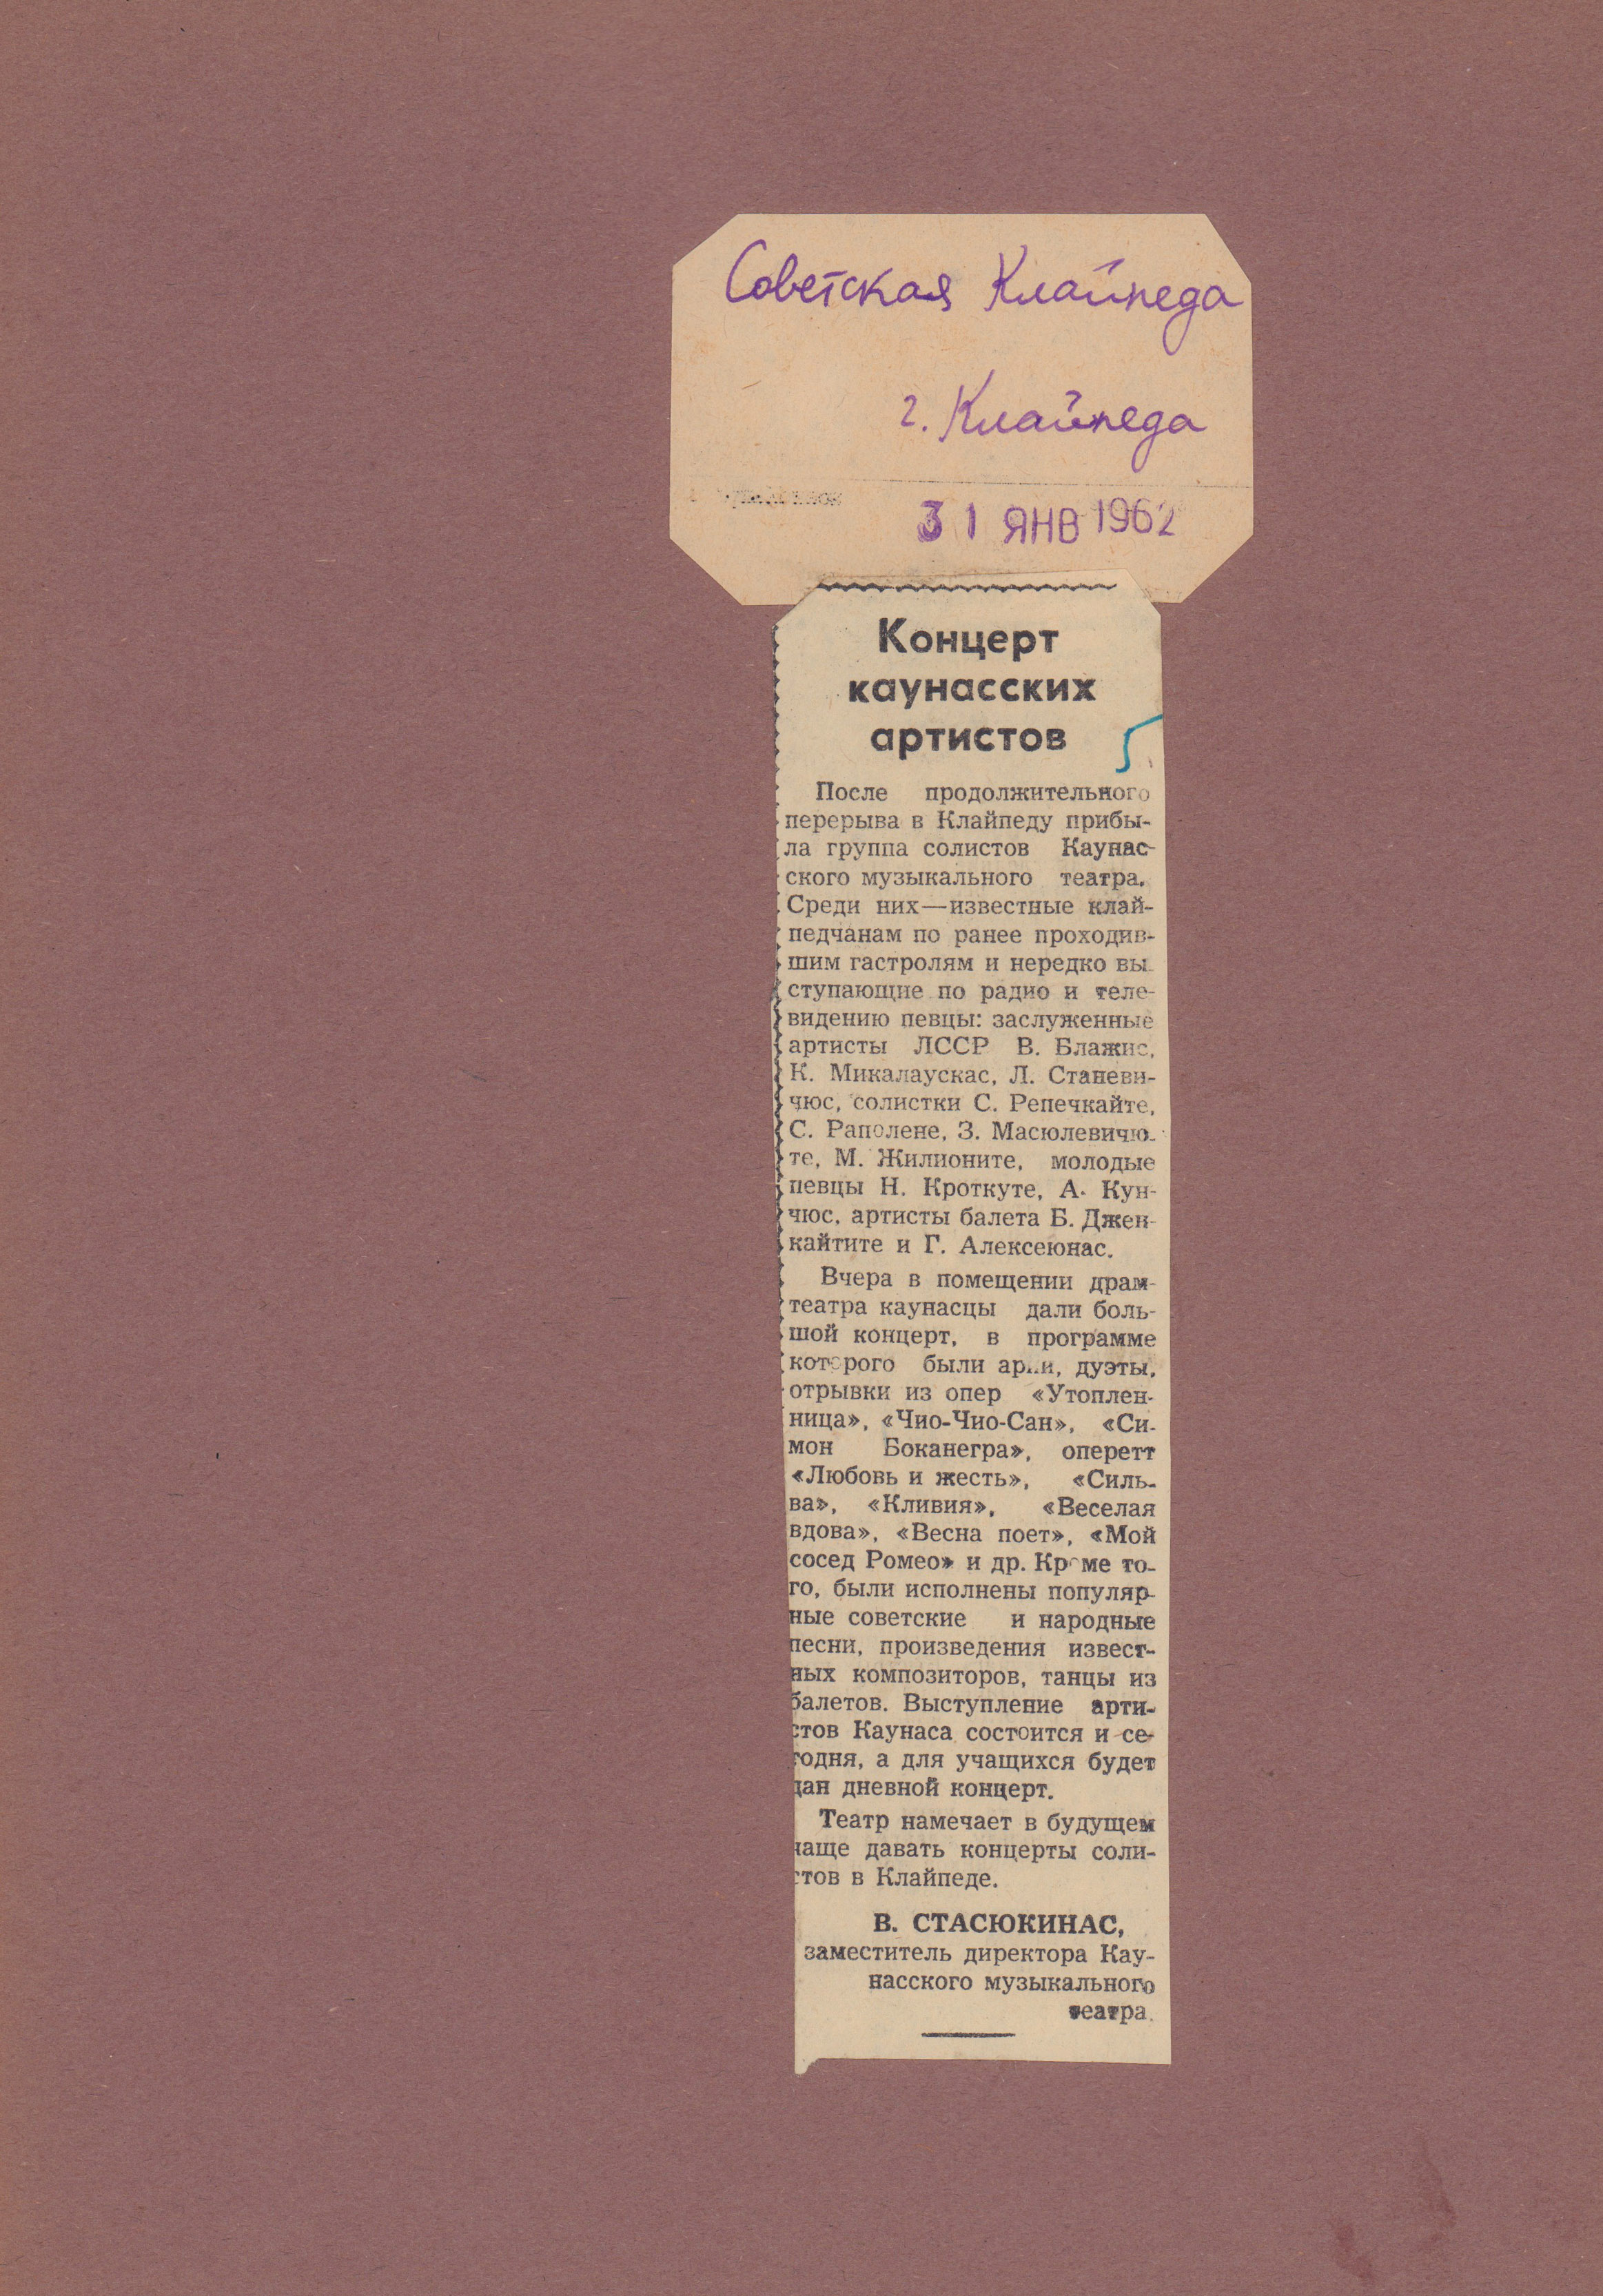 Советская Клайпеда
г. Клайпеда
31 ЯНВ 1962
Концерт
каунасских
артистов
5
После продолжительного
перерыва в Клайпеду прибы-
ла группа солистов Каунас-
ского музыкального театра.
Среди них—известные клай-
педчанам по ранее проходив-
шим гастролям и нередко вы-
ступающие по радио и теле-
видению певцы: заслуженные
артисты ЛССР В. Блажис,
К. Микалаускас, Л. Станеви-
чюс, солистки С. Репечкайте,
С. Раполене, З. Масюлевичю-
те, М. Жилионите, молодые
певцы Н. Кроткуте, А. Кун-
чюс, артисты балета Б. Джен-
кайтите и Г. Алексеюнас.
Вчера в помещении драм-
театра каунасцы дали боль-
шой концерт, в программе
которого были арии, дуэты,
отрывки из опер «Утоплен-
ница», «Чио-Чио-Сан», «Си-
мон Боканегра», оперетт
«Любовь и жесть», «Силь-
ва», «Кливия», «Веселая
вдова», «Весна поет», «Мой
сосед Ромео» и др. Кроме то-
го, были исполнены популяр-
ные советские и народные
песни, произведения извест-
ных композиторов, танцы из
балетов. Выступление арти-
стов Каунаса состоится и се-
годня, а для учащихся будет
дан дневной концерт.
Театр намечает в будущем
чаще давать концерты соли-
стов в Клайпеде.
В. СТАСЮКИНАС,
заместитель директора Кау-
насского музыкального
театра.